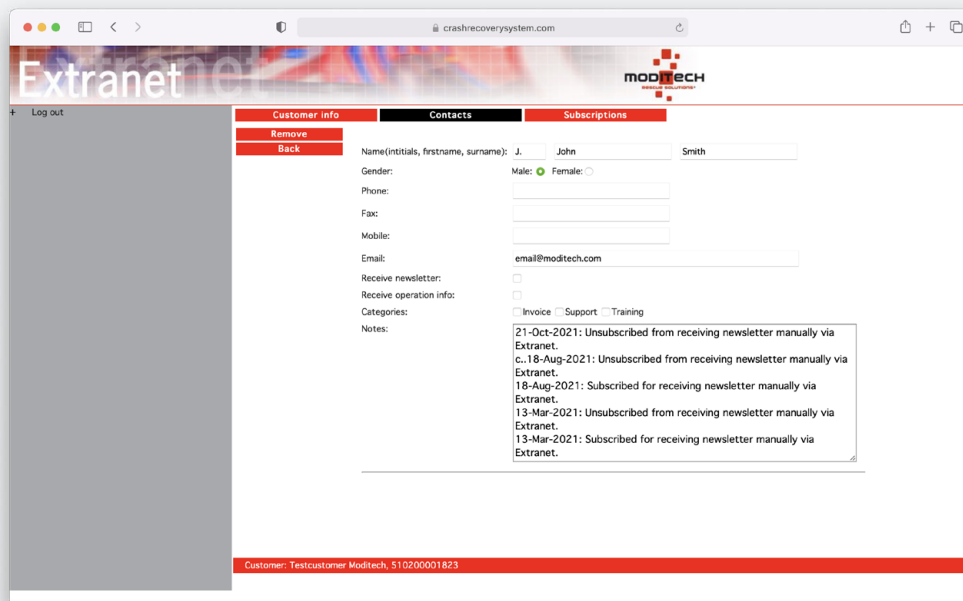 crashrecoverysystem.com
Extranet
MODITECH
RESCUE SOLUTIONS
+ Log out
Customer info Contacts Subscriptions
Remove
Back
Name(intitials, firstname, surname): J. John Smith
Gender: Male: Female:
Phone:
Fax:
Mobile:
Email: email@moditech.com
Receive newsletter:
Receive operation info:
Categories: Invoice Support Training
Notes:
21-Oct-2021: Unsubscribed from receiving newsletter manually via
Extranet.
c..18-Aug-2021: Unsubscribed from receiving newsletter manually via
Extranet.
18-Aug-2021: Subscribed for receiving newsletter manually via
Extranet.
13-Mar-2021: Unsubscribed from receiving newsletter manually via
Extranet.
13-Mar-2021: Subscribed for receiving newsletter manually via
Extranet.
Customer: Testcustomer Moditech, 510200001823